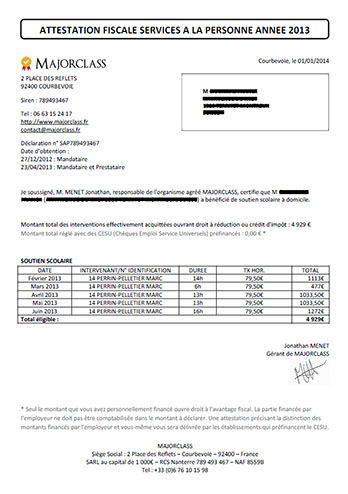 ATTESTATION FISCALE SERVICES A LA PERSONNE ANNEE 2013
MAJORCLASS
Courbevoie, le 01/01/2014
2 PLACE DES REFLETS
92400 COURBEVOIE
M
Siren : 789493467
Tel : 06 63 15 24 17
http://www.majorclass.fr
contact@majorclass.fr
Déclaration n° SAP789493467
Date d'obtention :
27/12/2012 : Mandataire
23/04/2013 : Mandataire et Prestataire
Je soussigné, M. MENET Jonathan, responsable de l'organisme agréé MAJORCLASS, certifie que M
a bénéficié de soutien scolaire à domicile.
Montant total des interventions effectivement acquittées ouvrant droit à réduction ou crédit d'impôt : 4 929 €
Montant total réglé avec des CESU (Chèques Emploi Service Universels) préfinancés : 0,00 € *
SOUTIEN SCOLAIRE
DATE INTERVENANT/N° IDENTIFICATION DUREE TX HOR. TOTAL
Février 2013 14 PERRIN-PELLETIER MARC 14h 79,50€ 1113€
Mars 2013 14 PERRIN-PELLETIER MARC 6h 79,50€ 477€
Avril 2013 14 PERRIN-PELLETIER MARC 13h 79,50€ 1033,50€
Mai 2013 14 PERRIN-PELLETIER MARC 13h 79,50€ 1033,50€
Juin 2013 14 PERRIN-PELLETIER MARC 16h 79,50€ 1272€
Total éligible : 4 929€
Jonathan MENET
Gérant de MAJORCLASS
* Seul le montant que vous avez personnellement financé ouvre droit à l'avantage fiscal. La partie financée par
l'employeur ne doit pas être comptabilisée dans le montant à déclarer. Une attestation précisant la distinction des
montants financés par l'employeur et vous-même vous sera délivrée par les établissements qui préfinancent le CESU.
MAJORCLASS
Siège Social : 2 Place des Reflets – Courbevoie – 92400 – France
SARL au capital de 1 000€ – RCS Nanterre 789 493 467 – NAF 8559B
Tel : +33 (0)6 76 10 15 98